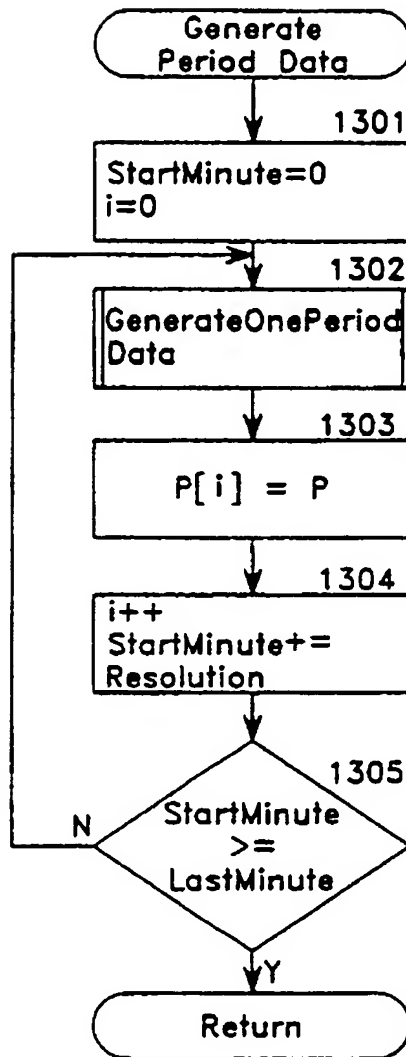 Generate
Period Data
1301
StartMinute=0
i=0
1302
GenerateOnePeriod
Data
1303
P[i] = P
1304
i++
StartMinute+=
Resolution
1305
StartMinute
>=
LastMinute
N
Y
Return